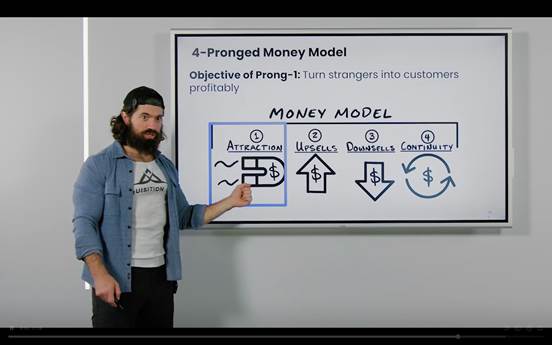 4-Pronged Money Model
Objective of Prong-1: Turn strangers into customers
profitably
MONEY MODEL
1 2 3 4
ATTRACTION UPSELLS DOWNSELLS CONTINUITY
$ $ $ $